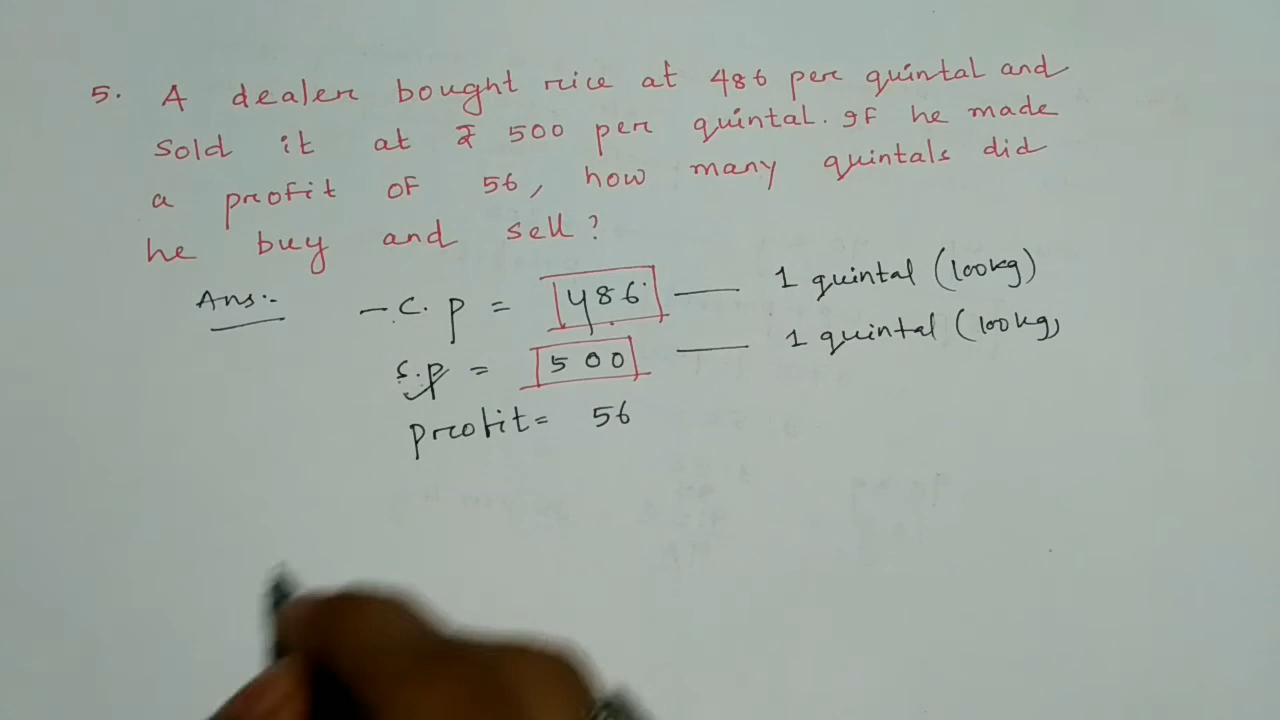 5. A dealer bought rice at 486 per quintal and
sold it at ₹ 500 per quintal. If he made
a profit of 56, how many quintals did
he buy and sell?
Ans:- - C.p = 486 — 1 quintal (100kg)
s.p = 500 — 1 quintal (100kg)
profit = 56